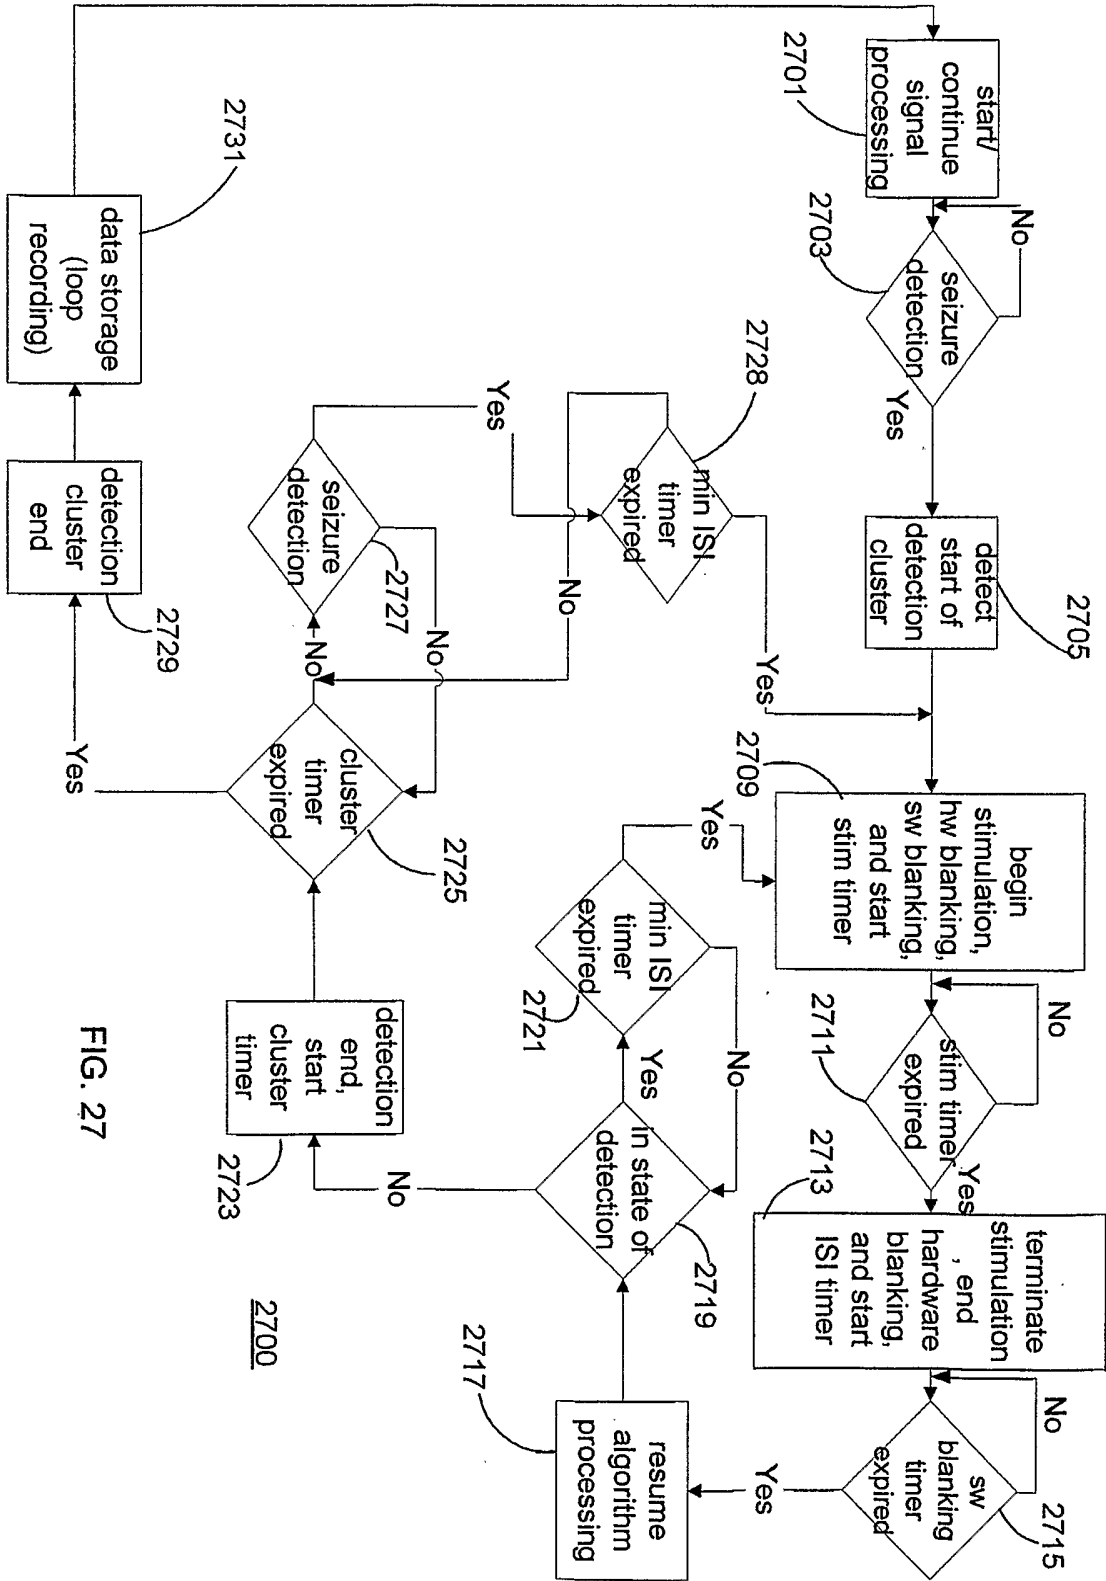 start/
continue
signal
processing
2701
No
seizure
detection
2703
Yes
detect
start of
detection
cluster
2705
begin
stimulation,
hw blanking,
sw blanking,
and start
stim timer
2709
No
stim timer
expired
2711
Yes
terminate
stimulation
, end
hardware
blanking,
and start
ISI timer
2713
No
sw
blanking
timer
expired
2715
Yes
resume
algorithm
processing
2717
in state of
detection
2719
Yes
No
min ISI
timer
expired
2721
Yes
No
detection
end,
start
cluster
timer
2723
cluster
timer
expired
2725
No
Yes
seizure
detection
2727
No
Yes
min ISI
timer
expired
2728
No
Yes
detection
cluster
end
2729
data storage
(loop
recording)
2731
2700
FIG. 27